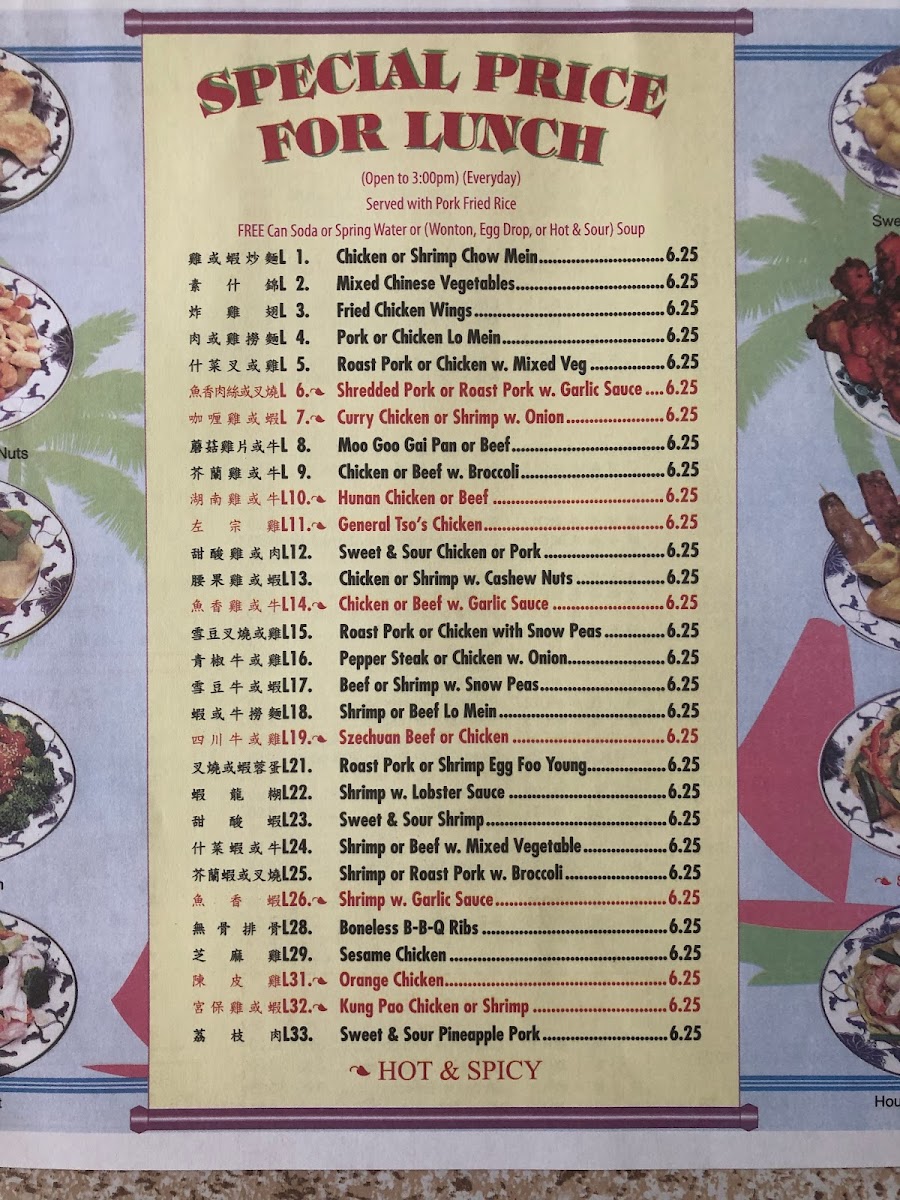 SPECIAL PRICE
FOR LUNCH
(Open to 3:00pm) (Everyday)
Served with Pork Fried Rice
FREE Can Soda or Spring Water or (Wonton, Egg Drop, or Hot & Sour) Soup
雞或蝦炒麵L 1. Chicken or Shrimp Chow Mein 6.25
素什錦L 2. Mixed Chinese Vegetables 6.25
炸雞翅L 3. Fried Chicken Wings 6.25
肉或雞撈麵L 4. Pork or Chicken Lo Mein 6.25
什菜叉或雞L 5. Roast Pork or Chicken w. Mixed Veg 6.25
魚香肉絲或叉燒L 6. Shredded Pork or Roast Pork w. Garlic Sauce 6.25
咖喱雞或蝦L 7. Curry Chicken or Shrimp w. Onion 6.25
蘑菇雞片或牛L 8. Moo Goo Gai Pan or Beef 6.25
芥蘭雞或牛L 9. Chicken or Beef w. Broccoli 6.25
湖南雞或牛L10. Hunan Chicken or Beef 6.25
左宗雞L11. General Tso's Chicken 6.25
甜酸雞或肉L12. Sweet & Sour Chicken or Pork 6.25
腰果雞或蝦L13. Chicken or Shrimp w. Cashew Nuts 6.25
魚香雞或牛L14. Chicken or Beef w. Garlic Sauce 6.25
雪豆叉燒或雞L15. Roast Pork or Chicken with Snow Peas 6.25
青椒牛或雞L16. Pepper Steak or Chicken w. Onion 6.25
雪豆牛或蝦L17. Beef or Shrimp w. Snow Peas 6.25
蝦或牛撈麵L18. Shrimp or Beef Lo Mein 6.25
四川牛或雞L19. Szechuan Beef or Chicken 6.25
叉燒或蝦蓉蛋L21. Roast Pork or Shrimp Egg Foo Young 6.25
蝦龍糊L22. Shrimp w. Lobster Sauce 6.25
甜酸蝦L23. Sweet & Sour Shrimp 6.25
什菜蝦或牛L24. Shrimp or Beef w. Mixed Vegetable 6.25
芥蘭蝦或叉燒L25. Shrimp or Roast Pork w. Broccoli 6.25
魚香蝦L26. Shrimp w. Garlic Sauce 6.25
無骨排骨L28. Boneless B-B-Q Ribs 6.25
芝麻雞L29. Sesame Chicken 6.25
陳皮雞L31. Orange Chicken 6.25
宮保雞或蝦L32. Kung Pao Chicken or Shrimp 6.25
荔枝肉L33. Sweet & Sour Pineapple Pork 6.25
HOT & SPICY
Nuts
Swe
Hou